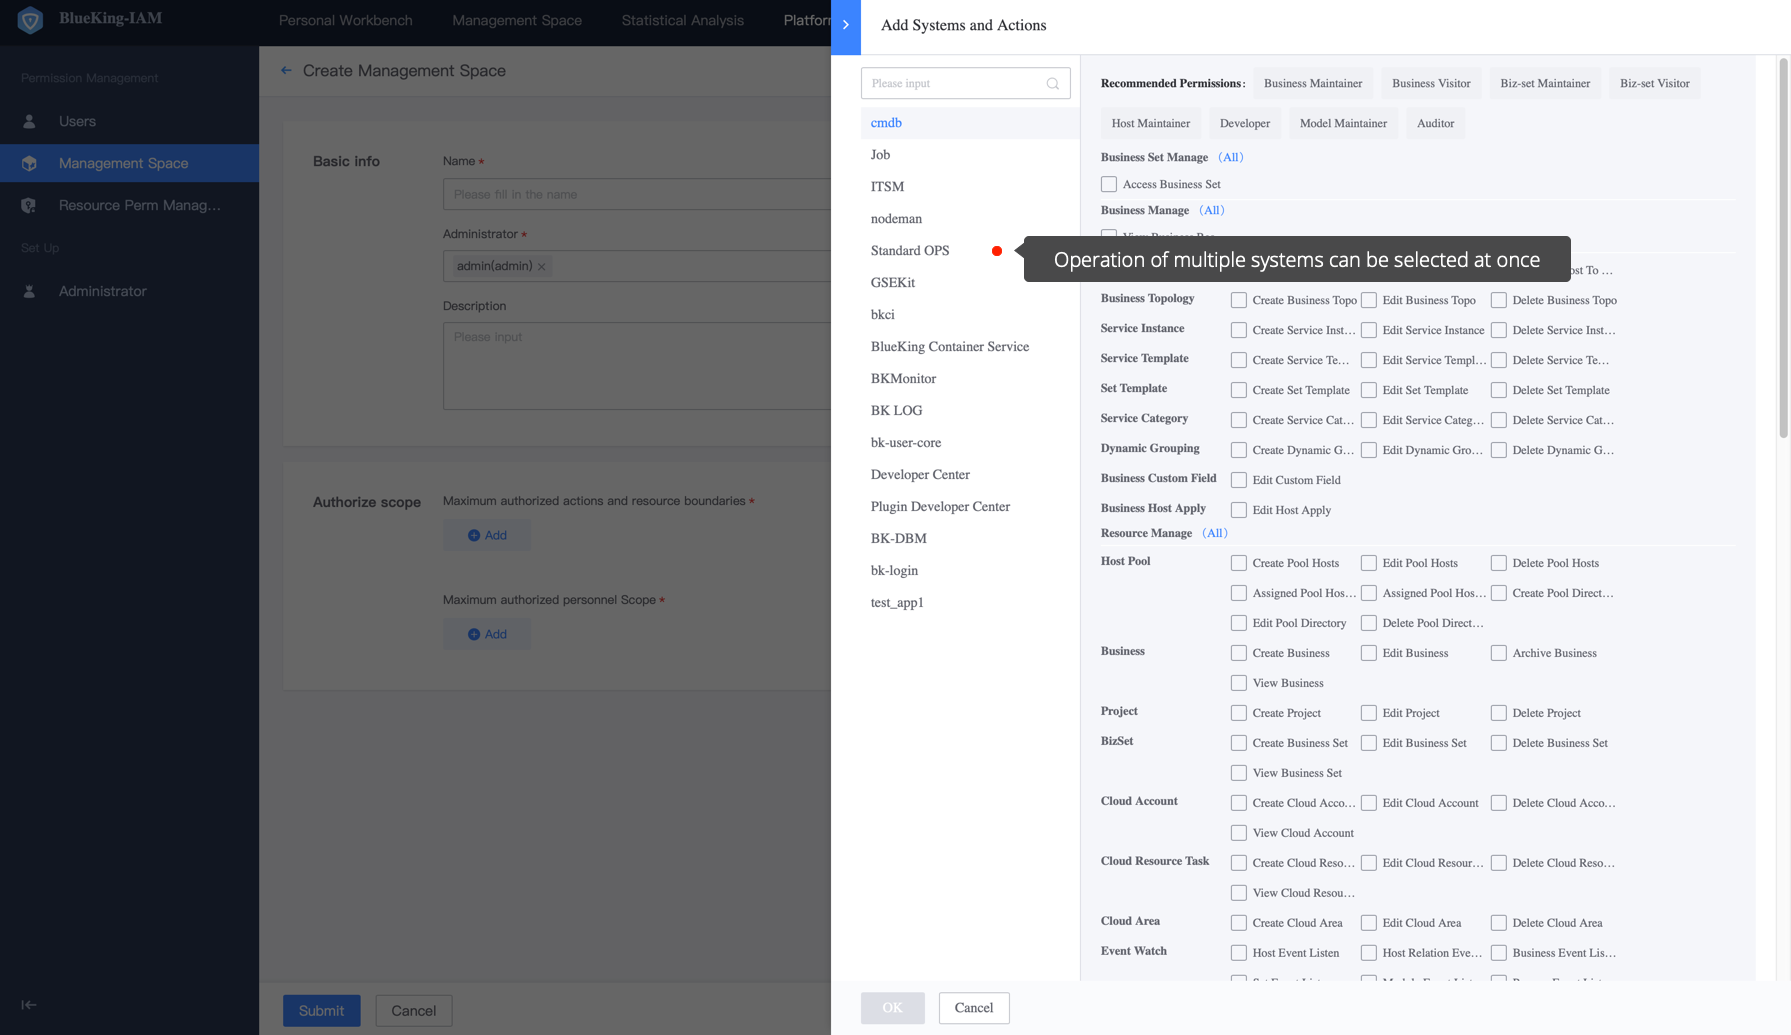 BlueKing-IAM
Personal Workbench
Management Space
Statistical Analysis
Permission Management
Users
Management Space
Resource Perm Manag...
Set Up
Administrator
Create Management Space
Basic info
Name *
Please fill in the name
Administrator *
admin(admin)
Description
Please input
Authorize scope
Maximum authorized actions and resource boundaries *
Add
Maximum authorized personnel Scope *
Add
Submit
Cancel
Add Systems and Actions
Please input
cmdb
Job
ITSM
nodeman
Standard OPS
GSEKit
bkci
BlueKing Container Service
BKMonitor
BK LOG
bk-user-core
Developer Center
Plugin Developer Center
BK-DBM
bk-login
test_app1
Recommended Permissions: Business Maintainer Business Visitor Biz-set Maintainer Biz-set Visitor
Host Maintainer Developer Model Maintainer Auditor
Business Set Manage (All)
Access Business Set
Business Manage (All)
Operation of multiple systems can be selected at once
Business Topology Create Business Topo Edit Business Topo Delete Business Topo
Service Instance Create Service Inst... Edit Service Instance Delete Service Inst...
Service Template Create Service Te... Edit Service Templ... Delete Service Te...
Set Template Create Set Template Edit Set Template Delete Set Template
Service Category Create Service Cat... Edit Service Categ... Delete Service Cat...
Dynamic Grouping Create Dynamic G... Edit Dynamic Gro... Delete Dynamic G...
Business Custom Field Edit Custom Field
Business Host Apply Edit Host Apply
Resource Manage (All)
Host Pool Create Pool Hosts Edit Pool Hosts Delete Pool Hosts
Assigned Pool Hos... Assigned Pool Hos... Create Pool Direct...
Edit Pool Directory Delete Pool Direct...
Business Create Business Edit Business Archive Business
View Business
Project Create Project Edit Project Delete Project
BizSet Create Business Set Edit Business Set Delete Business Set
View Business Set
Cloud Account Create Cloud Acco... Edit Cloud Account Delete Cloud Acco...
View Cloud Account
Cloud Resource Task Create Cloud Reso... Edit Cloud Resour... Delete Cloud Reso...
View Cloud Resou...
Cloud Area Create Cloud Area Edit Cloud Area Delete Cloud Area
Event Watch Host Event Listen Host Relation Eve... Business Event Lis...
OK
Cancel